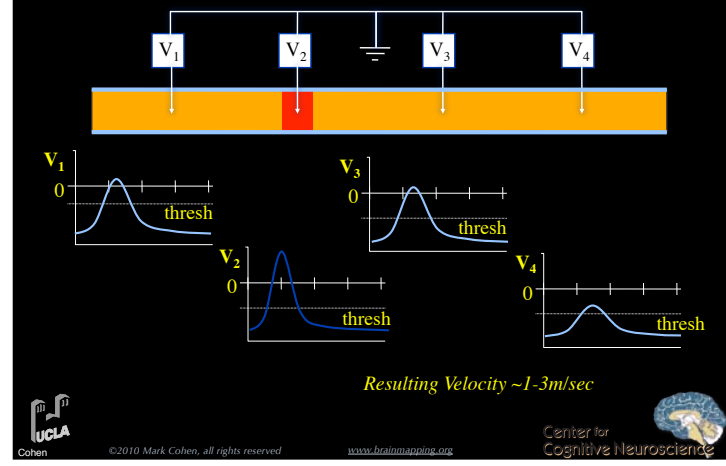 V1 V2 V3 V4
V1
0
thresh
V3
0
thresh
V2
0
thresh
V4
0
thresh
Resulting Velocity ~1-3m/sec
UCLA
Cohen
©2010 Mark Cohen, all rights reserved
www.brainmapping.org
Center for
Cognitive Neuroscience